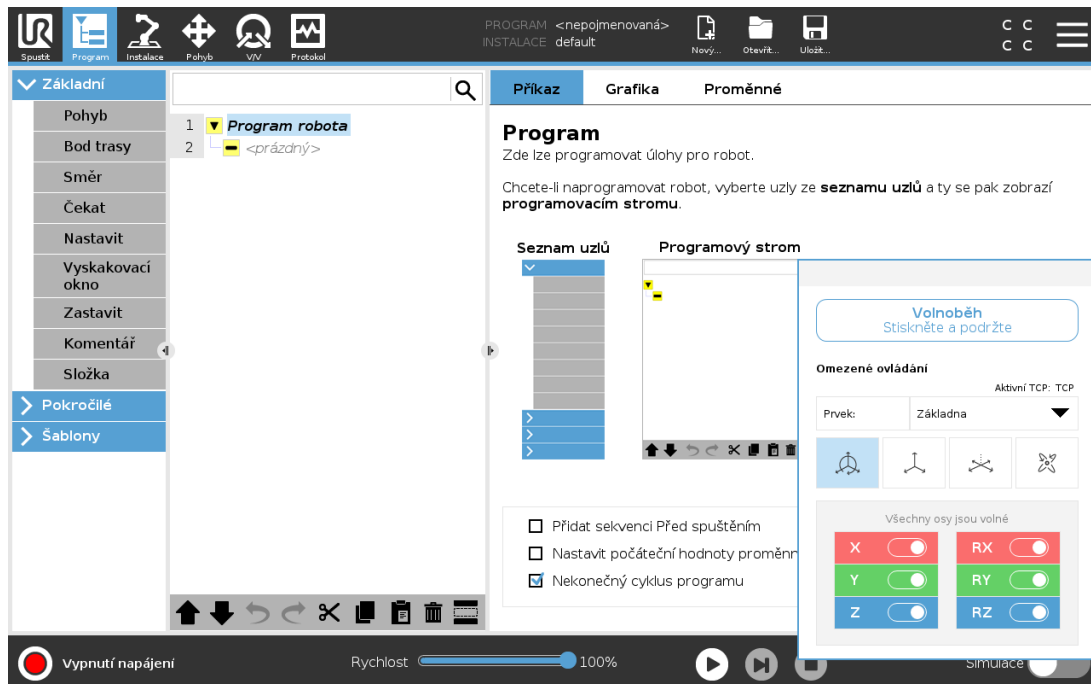 PROGRAM <nepojmenovaná>
INSTALACE default
C C
C C
Spustit
Program
Instalace
Pohyb
V/V
Protokol
Nový...
Otevřít...
Uložit...
Základní
Pohyb
Bod trasy
Směr
Čekat
Nastavit
Vyskakovací
okno
Zastavit
Komentář
Složka
Pokročilé
Šablony
1 Program robota
2 <prázdný>
Příkaz Grafika Proměnné
Program
Zde lze programovat úlohy pro robot.
Chcete-li naprogramovat robot, vyberte uzly ze seznamu uzlů a ty se pak zobrazí
programovacím stromu.
Seznam uzlů
Programový strom
Přidat sekvenci Před spuštěním
Nastavit počáteční hodnoty proměnn
Nekonečný cyklus programu
Volnoběh
Stiskněte a podržte
Omezené ovládání
Aktivní TCP: TCP
Prvek: Základna
Všechny osy jsou volné
X RX
Y RY
Z RZ
Vypnutí napájení
Rychlost 100%
Simulace